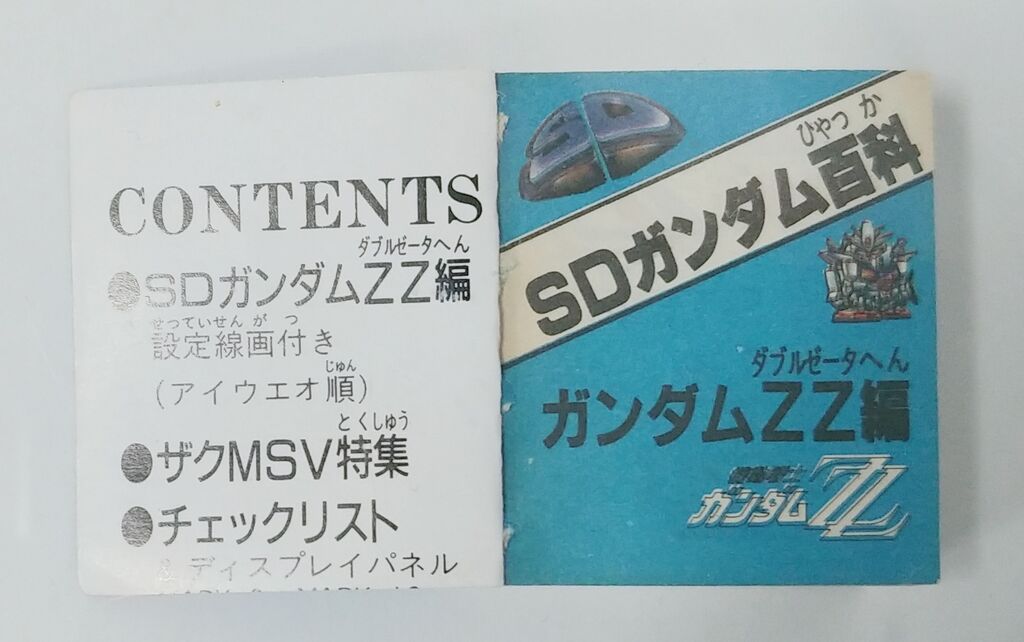 CONTENTS
ダブルゼータへん
●SDガンダムZZ編
せっていせんがつ
設定線画付き
じゅん
(アイウエオ順)
とくしゅう
●ザクMSV特集
●チェックリスト
& ディスプレイパネル
SD
ひゃっか
SDガンダム百科
ダブルゼータへん
ガンダムZZ編
機動戦士
ガンダムZZ